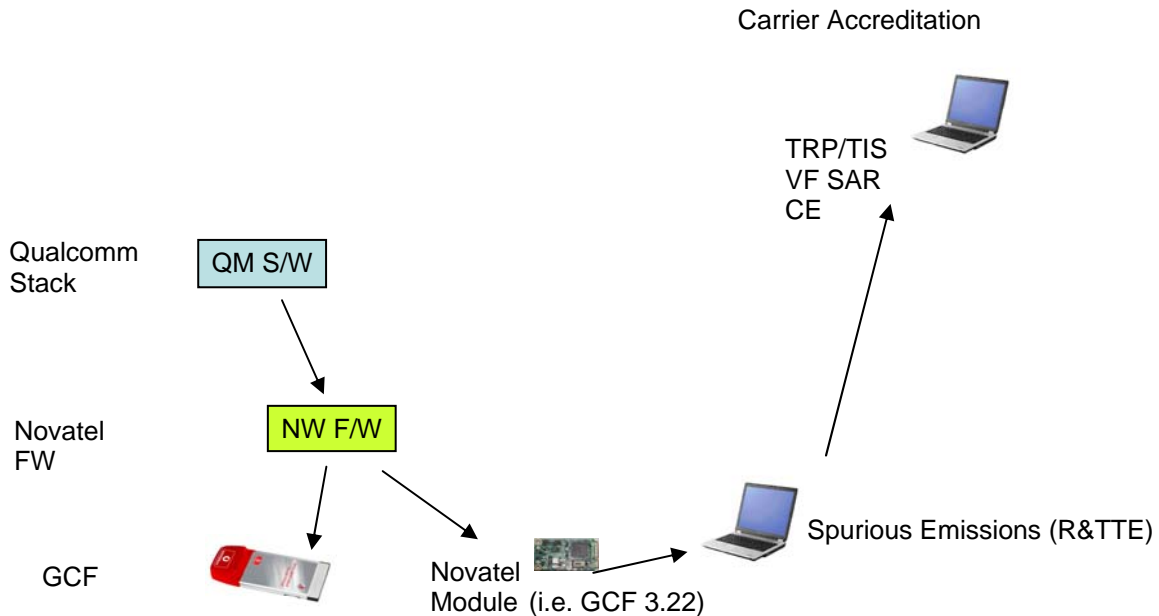 Carrier Accreditation
TRP/TIS
VF SAR
CE
Qualcomm
Stack
QM S/W
Novatel
FW
NW F/W
Spurious Emissions (R&TTE)
GCF
Novatel
Module (i.e. GCF 3.22)